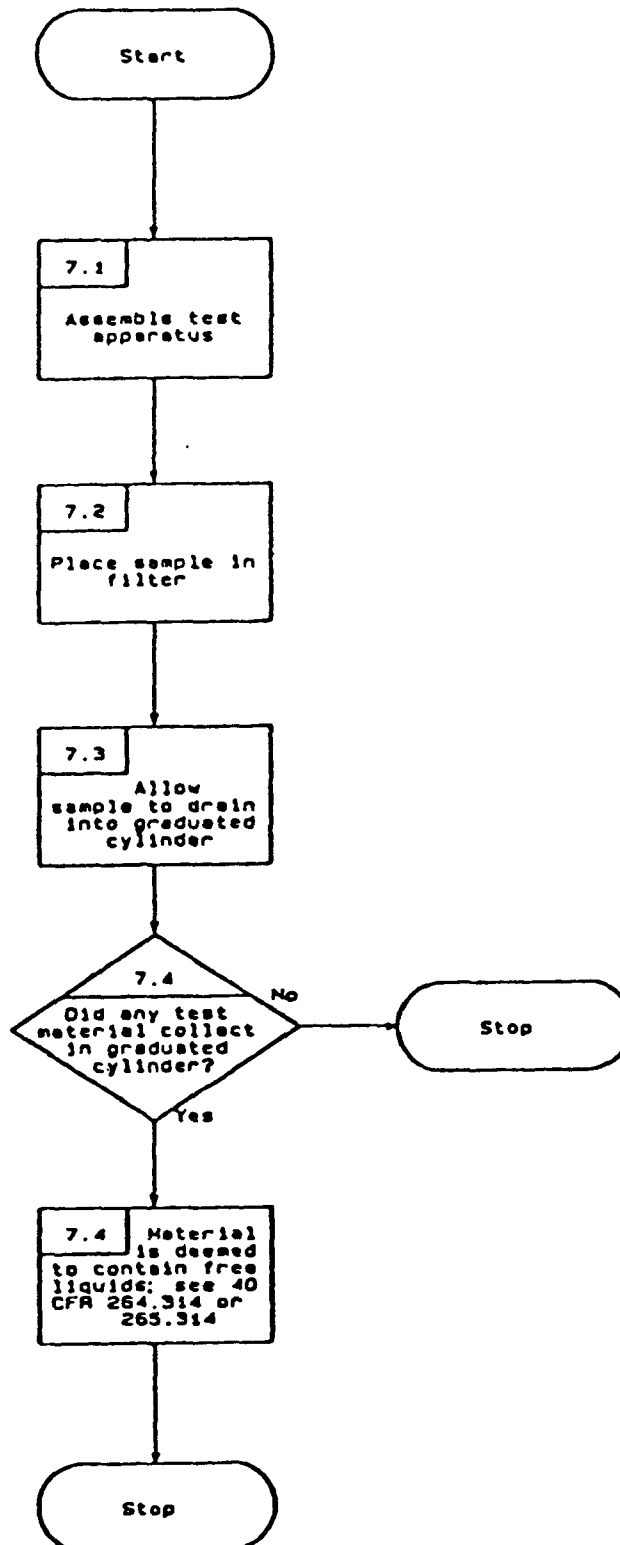 Start
7.1
Assemble test
apparatus
7.2
Place sample in
filter
7.3
Allow
sample to drain
into graduated
cylinder
7.4
Did any test
material collect
in graduated
cylinder?
No
Stop
Yes
7.4 Material
is deemed
to contain free
liquids; see 40
CFR 264.314 or
265.314
Stop